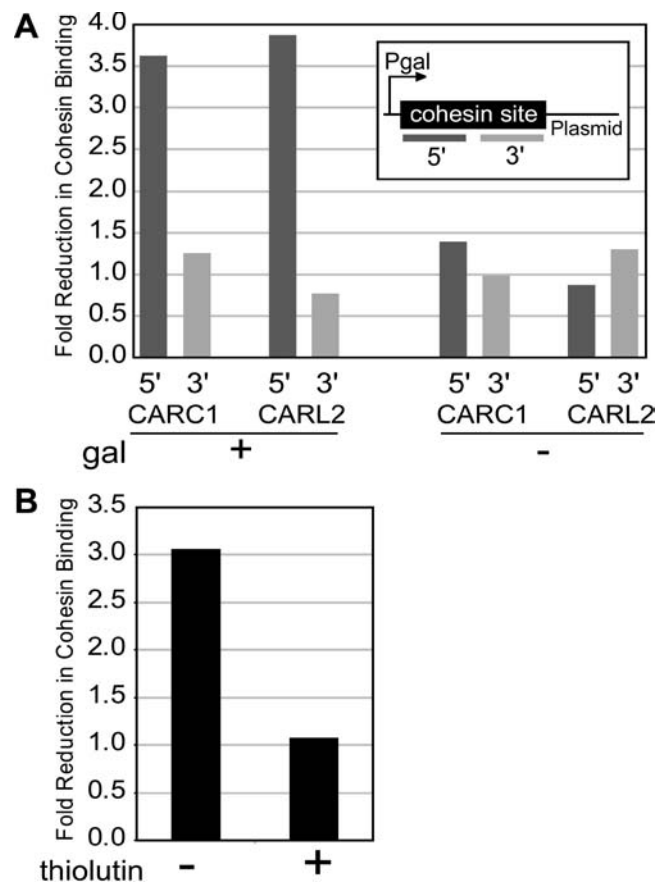 A
Fold Reduction in Cohesin Binding
4.0
3.5
3.0
2.5
2.0
1.5
1.0
0.5
0.0
Pgal
cohesin site
Plasmid
5' 3'
5' 3' 5' 3' 5' 3' 5' 3'
CARC1 CARL2 CARC1 CARL2
gal + -
B
Fold Reduction in Cohesin Binding
3.5
3.0
2.5
2.0
1.5
1.0
0.5
0.0
thiolutin - +